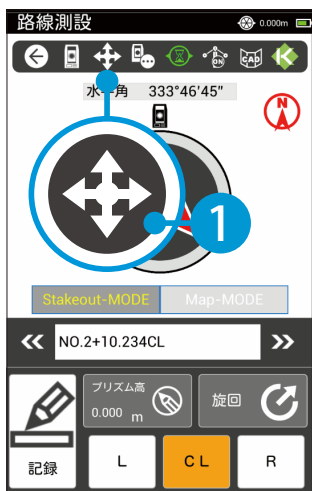 路線測設
0.000m
ON
CAD
水平角 333°46'45"
N
1
Stakeout-MODE
Map-MODE
NO.2+10.234CL
プリズム高
0.000 m
旋回
記録
L
CL
R